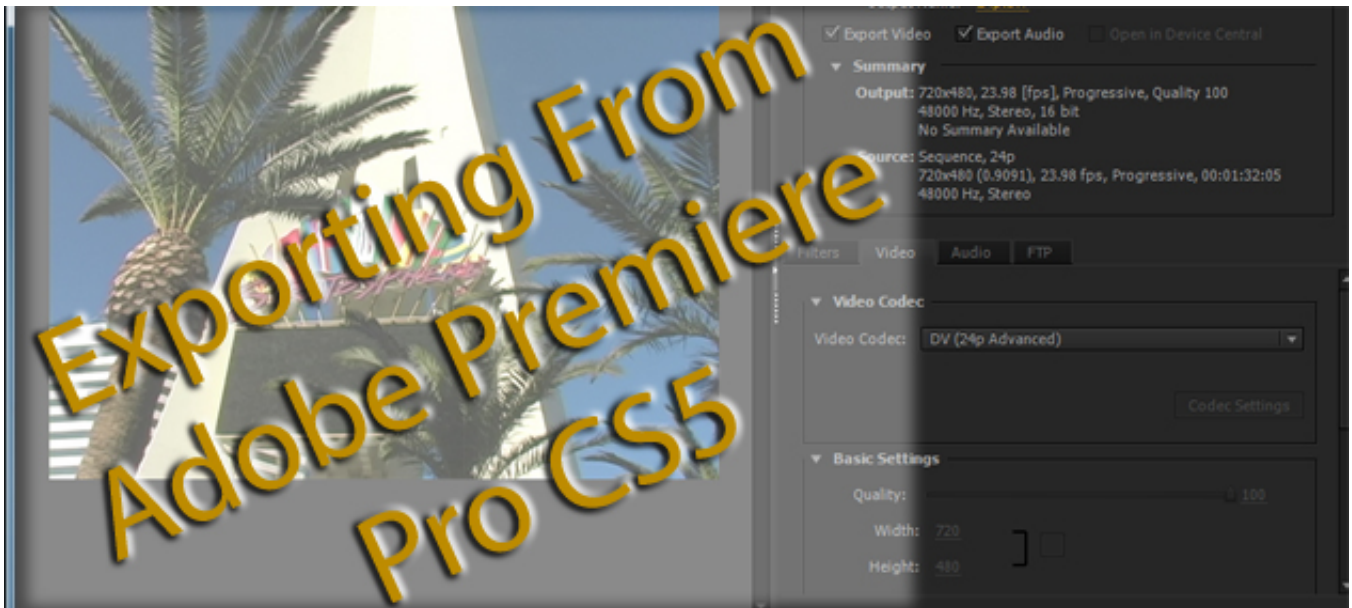 Exporting From
Adobe Premiere
Pro CS5
Export Video Export Audio Open in Device Central
Summary
Output: 720x480, 23.98 [fps], Progressive, Quality 100
48000 Hz, Stereo, 16 bit
No Summary Available
Source: Sequence, 24p
720x480 (0.9091), 23.98 fps, Progressive, 00:01:32:05
48000 Hz, Stereo
Filters Video Audio FTP
Video Codec
Video Codec: DV (24p Advanced)
Codec Settings
Basic Settings
Quality: 100
Width: 720
Height: 480